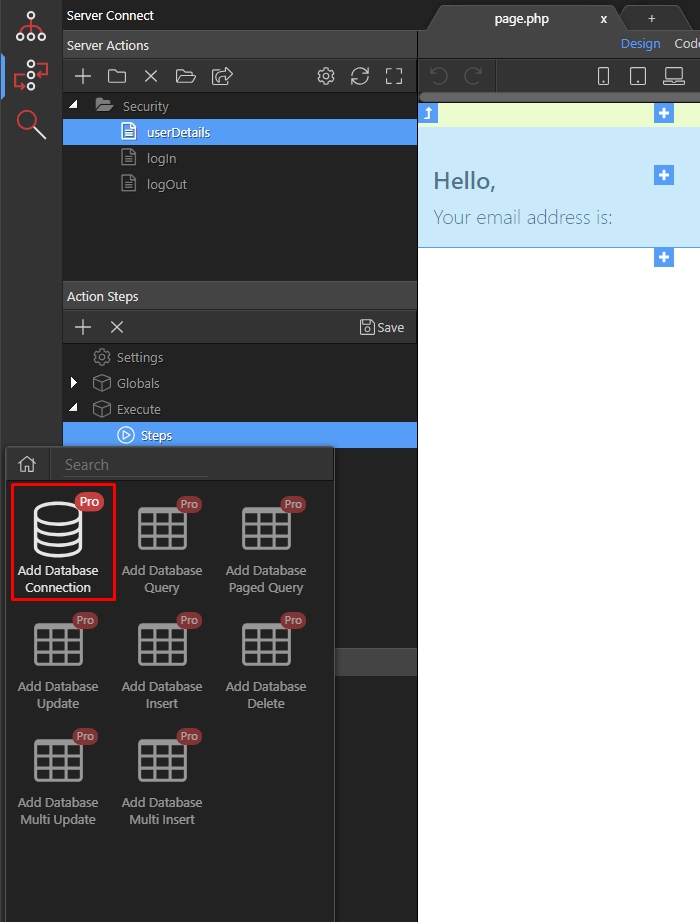 Server Connect
page.php x +
Server Actions
Design Code
Security
userDetails
logIn
logOut
Hello,
Your email address is:
Action Steps
Save
Settings
Globals
Execute
Steps
Search
Pro Pro Pro
Add Database Add Database Add Database
Connection Query Paged Query
Pro Pro Pro
Add Database Add Database Add Database
Update Insert Delete
Pro Pro
Add Database Add Database
Multi Update Multi Insert